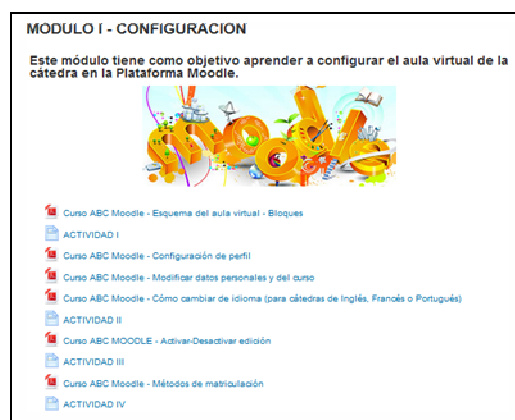 MODULO I - CONFIGURACION
Este módulo tiene como objetivo aprender a configurar el aula virtual de la
cátedra en la Plataforma Moodle.
moodle
Curso ABC Moodle - Esquema del aula virtual - Bloques
ACTIVIDAD I
Curso ABC Moodle - Configuración de perfil
Curso ABC Moodle - Modificar datos personales y del curso
Curso ABC Moodle - Cómo cambiar de idioma (para cátedras de Inglés, Francés o Portugués)
ACTIVIDAD II
Curso ABC MOODLE - Activar-Desactivar edición
ACTIVIDAD III
Curso ABC Moodle - Métodos de matriculación
ACTIVIDAD IV